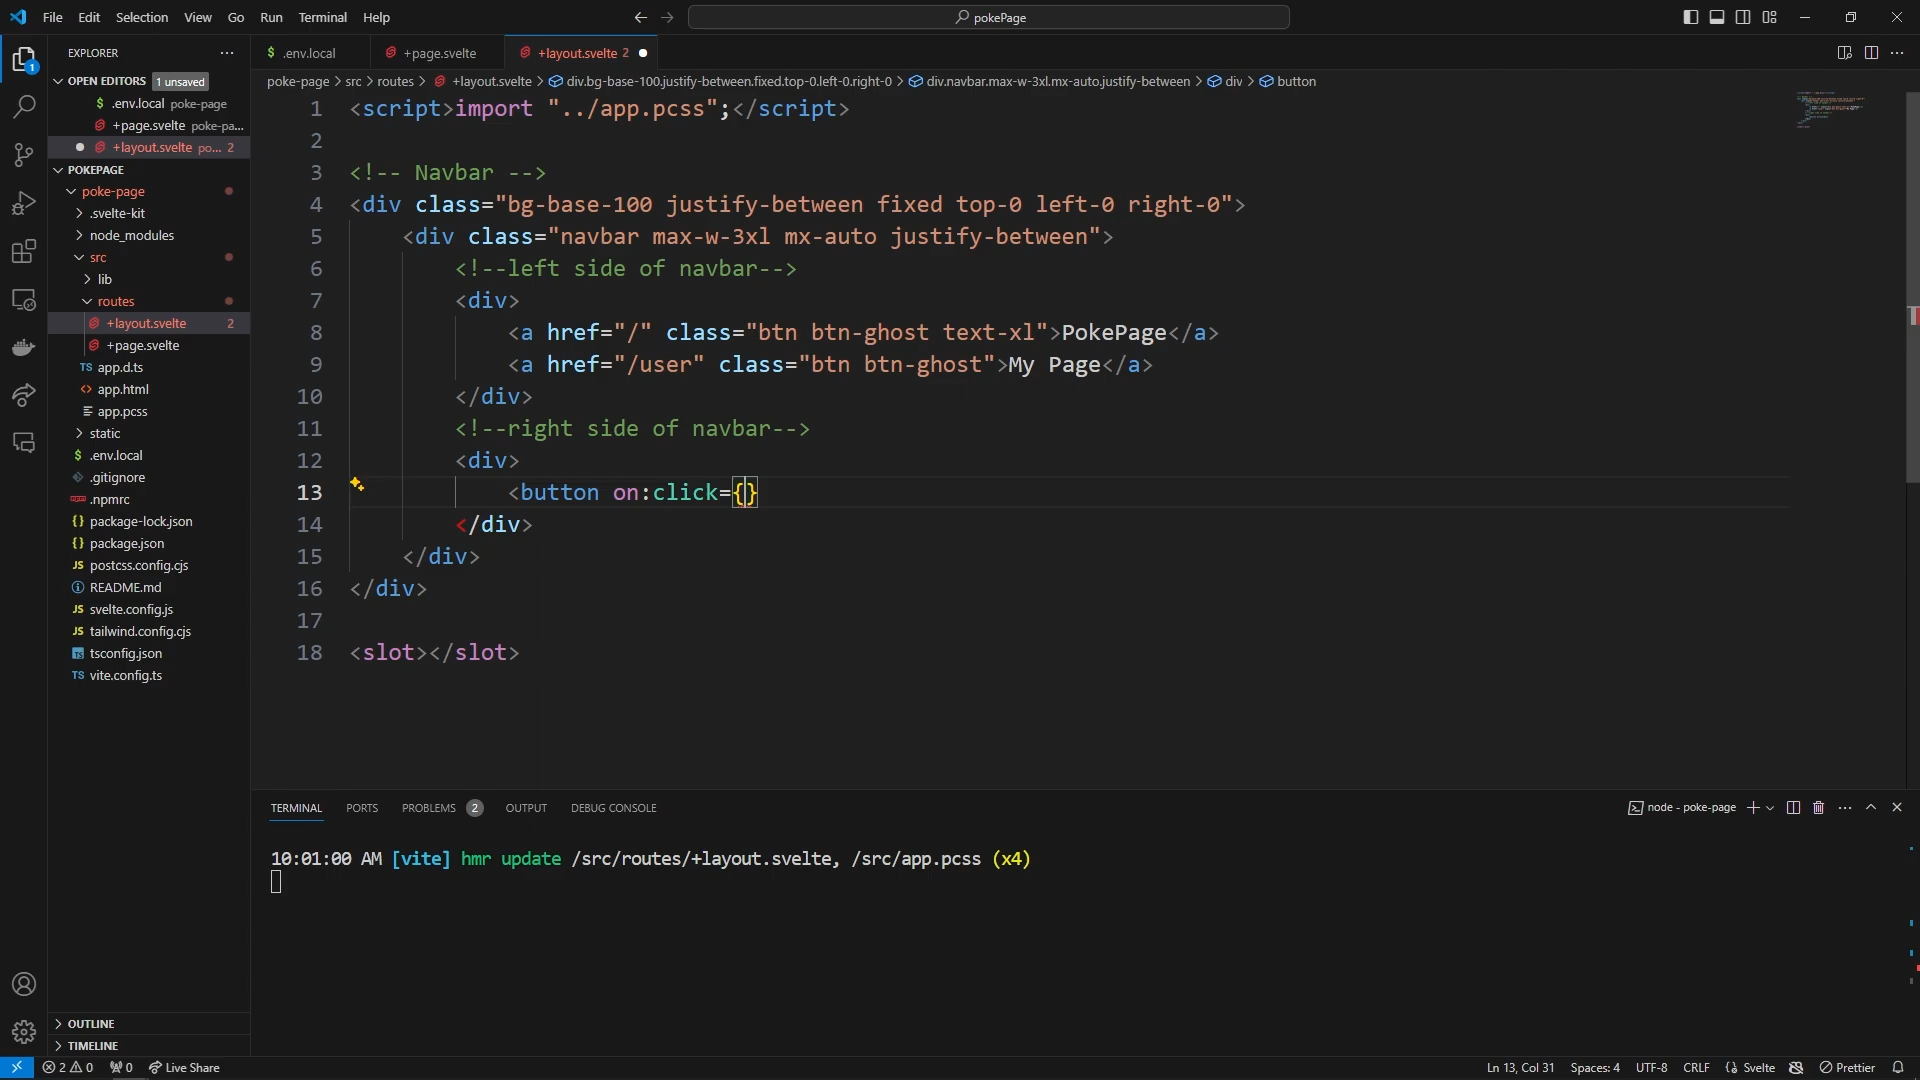 File Edit Selection View Go Run Terminal Help
pokePage
EXPLORER
OPEN EDITORS 1 unsaved
$ .env.local poke-page
+page.svelte poke-pa...
+layout.svelte po... 2
POKEPAGE
poke-page
.svelte-kit
node_modules
src
lib
routes
+layout.svelte 2
+page.svelte
TS app.d.ts
<> app.html
app.pcss
static
$ .env.local
.gitignore
.npmrc
{} package-lock.json
{} package.json
JS postcss.config.cjs
README.md
JS svelte.config.js
JS tailwind.config.cjs
TS tsconfig.json
TS vite.config.ts
OUTLINE
TIMELINE
$ .env.local +page.svelte +layout.svelte 2
poke-page > src > routes > +layout.svelte > div.bg-base-100.justify-between.fixed.top-0.left-0.right-0 > div.navbar.max-w-3xl.mx-auto.justify-between > div > button
1 <script>import "../app.pcss";</script>
2
3 <!-- Navbar -->
4 <div class="bg-base-100 justify-between fixed top-0 left-0 right-0">
5 <div class="navbar max-w-3xl mx-auto justify-between">
6 <!--left side of navbar-->
7 <div>
8 <a href="/" class="btn btn-ghost text-xl">PokePage</a>
9 <a href="/user" class="btn btn-ghost">My Page</a>
10 </div>
11 <!--right side of navbar-->
12 <div>
13 <button on:click={}
14 </div>
15 </div>
16 </div>
17
18 <slot></slot>
TERMINAL PORTS PROBLEMS 2 OUTPUT DEBUG CONSOLE
node - poke-page
10:01:00 AM [vite] hmr update /src/routes/+layout.svelte, /src/app.pcss (x4)
1
2 0 0 Live Share
Ln 13, Col 31 Spaces: 4 UTF-8 CRLF {} Svelte Prettier